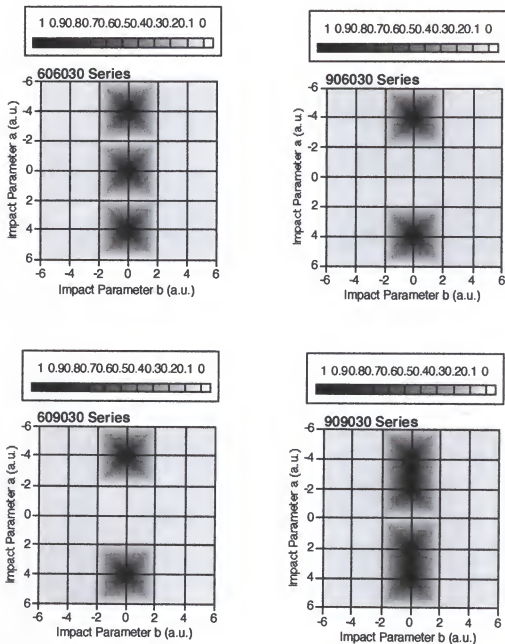 1 0.90.80.70.60.50.40.30.20.1 0
606030 Series
-6
-4
-2
0
2
4
6
Impact Parameter a (a.u.)
-6 -4 -2 0 2 4 6
Impact Parameter b (a.u.)
1 0.90.80.70.60.50.40.30.20.1 0
906030 Series
-6
-4
-2
0
2
4
6
Impact Parameter a (a.u.)
-6 -4 -2 0 2 4 6
Impact Parameter b (a.u.)
1 0.90.80.70.60.50.40.30.20.1 0
609030 Series
-6
-4
-2
0
2
4
6
Impact Parameter a (a.u.)
-6 -4 -2 0 2 4 6
Impact Parameter b (a.u.)
1 0.90.80.70.60.50.40.30.20.1 0
909030 Series
-6
-4
-2
0
2
4
6
Impact Parameter a (a.u.)
-6 -4 -2 0 2 4 6
Impact Parameter b (a.u.)